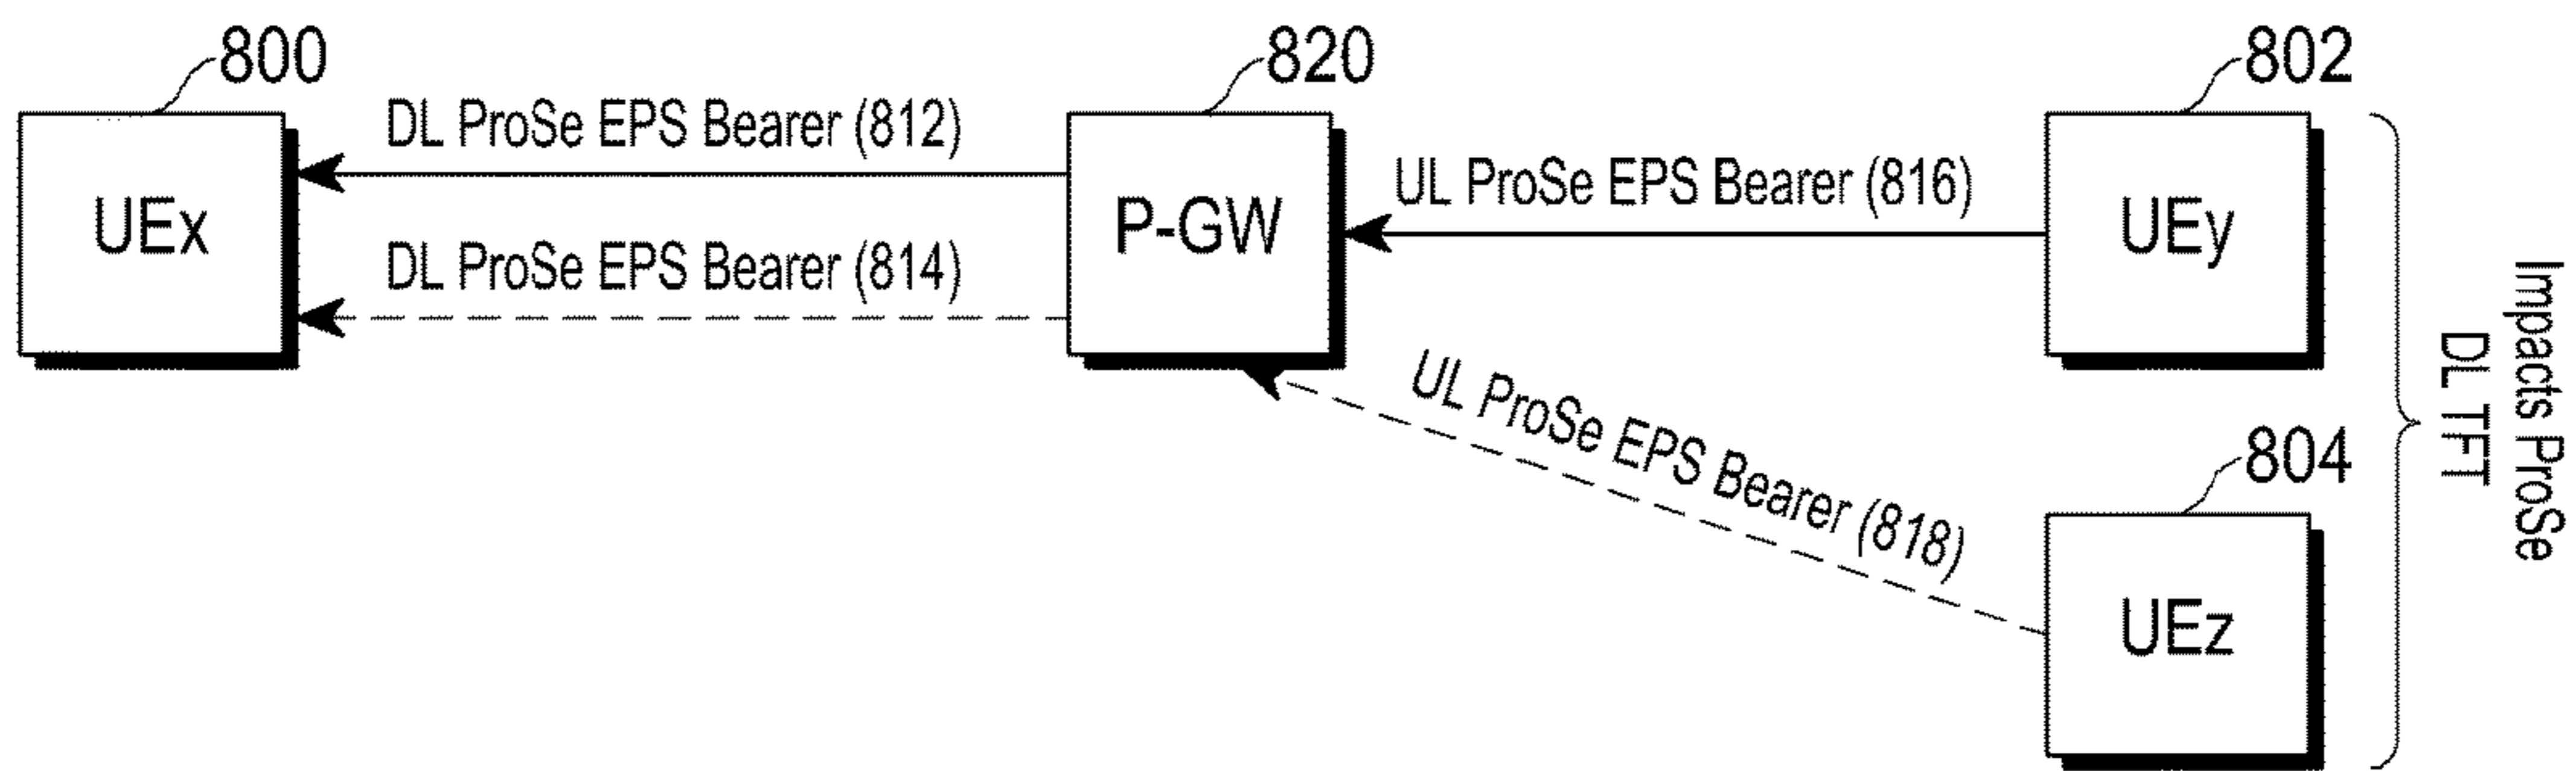 800
820
802
DL ProSe EPS Bearer (812)
UL ProSe EPS Bearer (816)
UEx
P-GW
UEy
DL ProSe EPS Bearer (814)
UL ProSe EPS Bearer (818)
804
UEz
Impacts ProSe
DL TFT